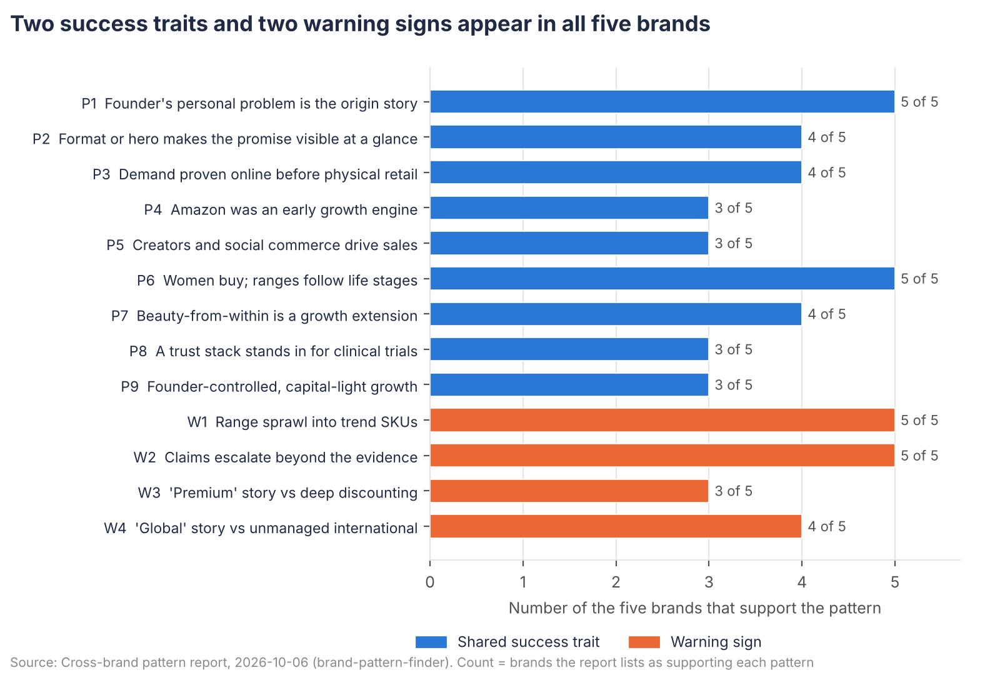 Two success traits and two warning signs appear in all five brands
P1 Founder's personal problem is the origin story 5 of 5
P2 Format or hero makes the promise visible at a glance 4 of 5
P3 Demand proven online before physical retail 4 of 5
P4 Amazon was an early growth engine 3 of 5
P5 Creators and social commerce drive sales 3 of 5
P6 Women buy; ranges follow life stages 5 of 5
P7 Beauty-from-within is a growth extension 4 of 5
P8 A trust stack stands in for clinical trials 3 of 5
P9 Founder-controlled, capital-light growth 3 of 5
W1 Range sprawl into trend SKUs 5 of 5
W2 Claims escalate beyond the evidence 5 of 5
W3 'Premium' story vs deep discounting 3 of 5
W4 'Global' story vs unmanaged international 4 of 5
0 1 2 3 4 5
Number of the five brands that support the pattern
Shared success trait Warning sign
Source: Cross-brand pattern report, 2026-10-06 (brand-pattern-finder). Count = brands the report lists as supporting each pattern